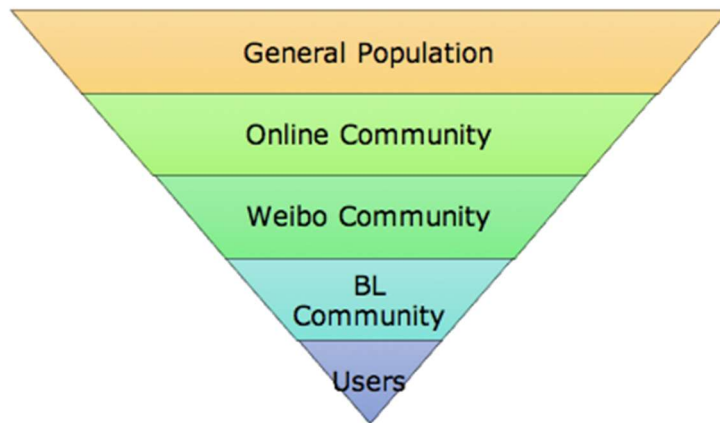 General Population
Online Community
Weibo Community
BL
Community
Users